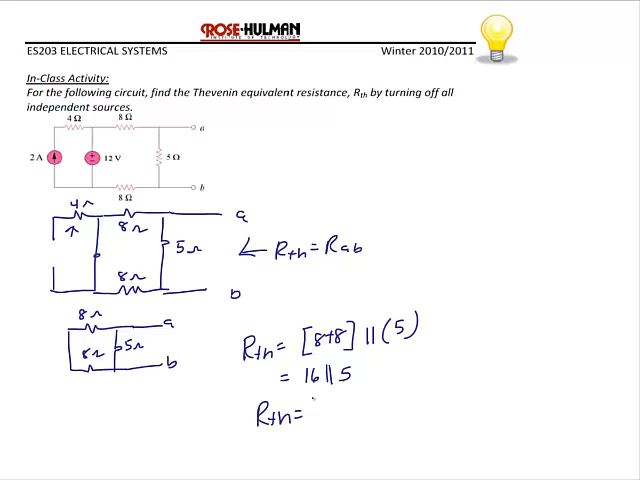 ROSE-HULMAN
INSTITUTE OF TECHNOLOGY
ES203 ELECTRICAL SYSTEMS Winter 2010/2011
In-Class Activity:
For the following circuit, find the Thevenin equivalent resistance, Rth by turning off all
independent sources.
4 Ω 8 Ω a
2 A + − 12 V 5 Ω
8 Ω b
4Ω 8Ω a
5Ω ← Rth = Rab
8Ω b
8Ω a
8Ω 5Ω b
Rth = [8+8] || (5)
= 16 || 5
Rth =